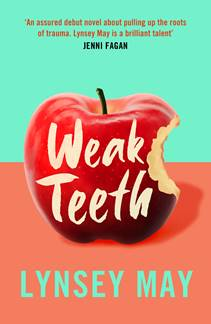 ‘An assured debut novel about pulling up the roots
of trauma. Lynsey May is a brilliant talent’
JENNI FAGAN
Weak
Teeth
LYNSEY MAY